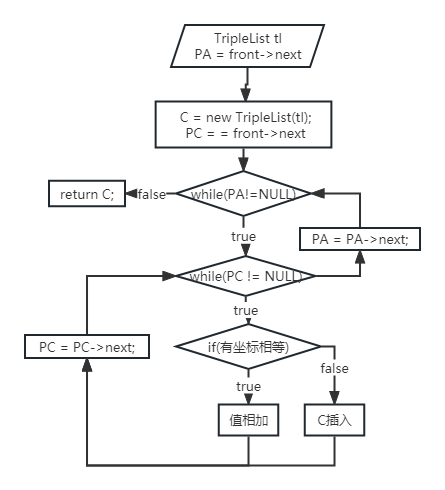 TripleList tl
PA = front->next
C = new TripleList(tl);
PC = = front->next
return C;
false
while(PA!=NULL)
true
PA = PA->next;
while(PC != NULL)
true
PC = PC->next;
if(有坐标相等)
true
false
值相加
C插入